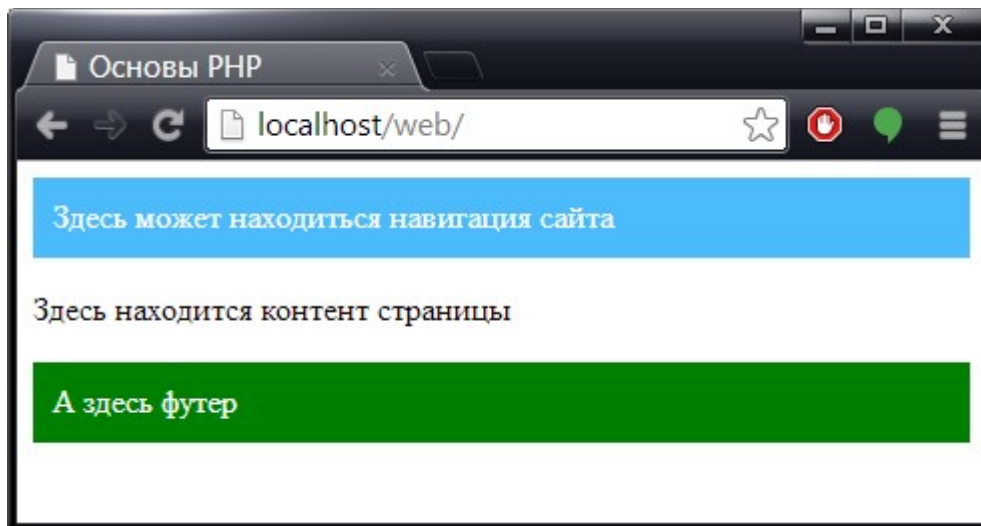 Основы PHP
localhost/web/
Здесь может находиться навигация сайта
Здесь находится контент страницы
А здесь футер